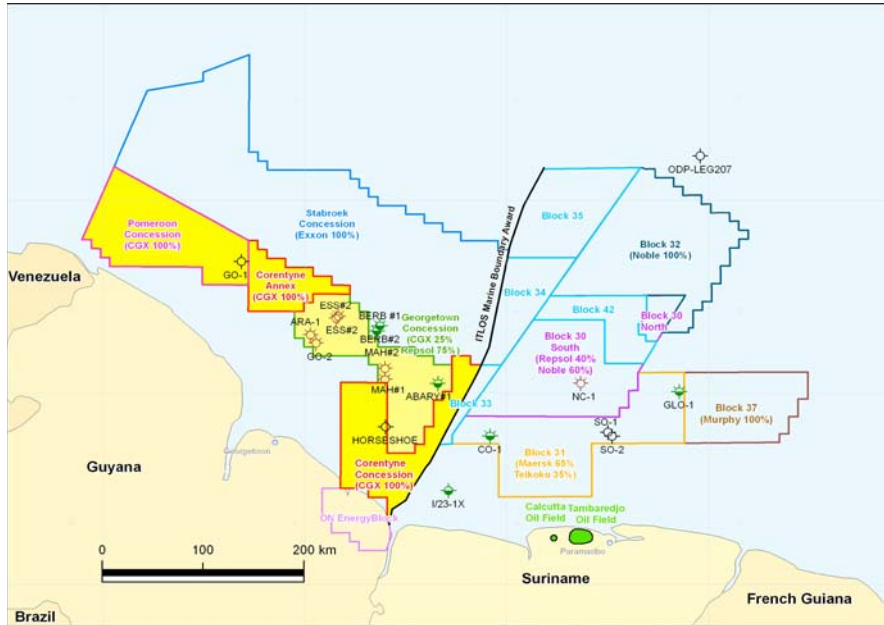 ODP-LEG207
ITLOS Marine Boundary Award
Block 35
Pomeroon
Concession
(CGX 100%)
Stabroek
Concession
(Exxon 100%)
Block 32
(Noble 100%)
GO-1
Venezuela
Corentyne
Annex
(CGX 100%)
Block 34
Block 42
ESS#2
ESS#2
BERB #1
BERB#2
Georgetown
Concession
(CGX 25%
Repsol 75%)
Block 30
North
ARA-1
GO-2
MAH#2
MAH#1
Block 30
South
(Repsol 40%
Noble 60%)
NC-1
ABARY#1
Block 33
GLO-1
Block 37
(Murphy 100%)
HORSESHOE
SO-1
SO-2
CO-1
Block 31
(Maersk 65%
Teikoku 35%)
Georgetown
Guyana
Corentyne
Concession
(CGX 100%)
I/23-1X
ON EnergyBlock
Calcutta
Oil Field
Tambaredjo
Oil Field
Paramaribo
0 100 200 km
Suriname
French Guiana
Brazil